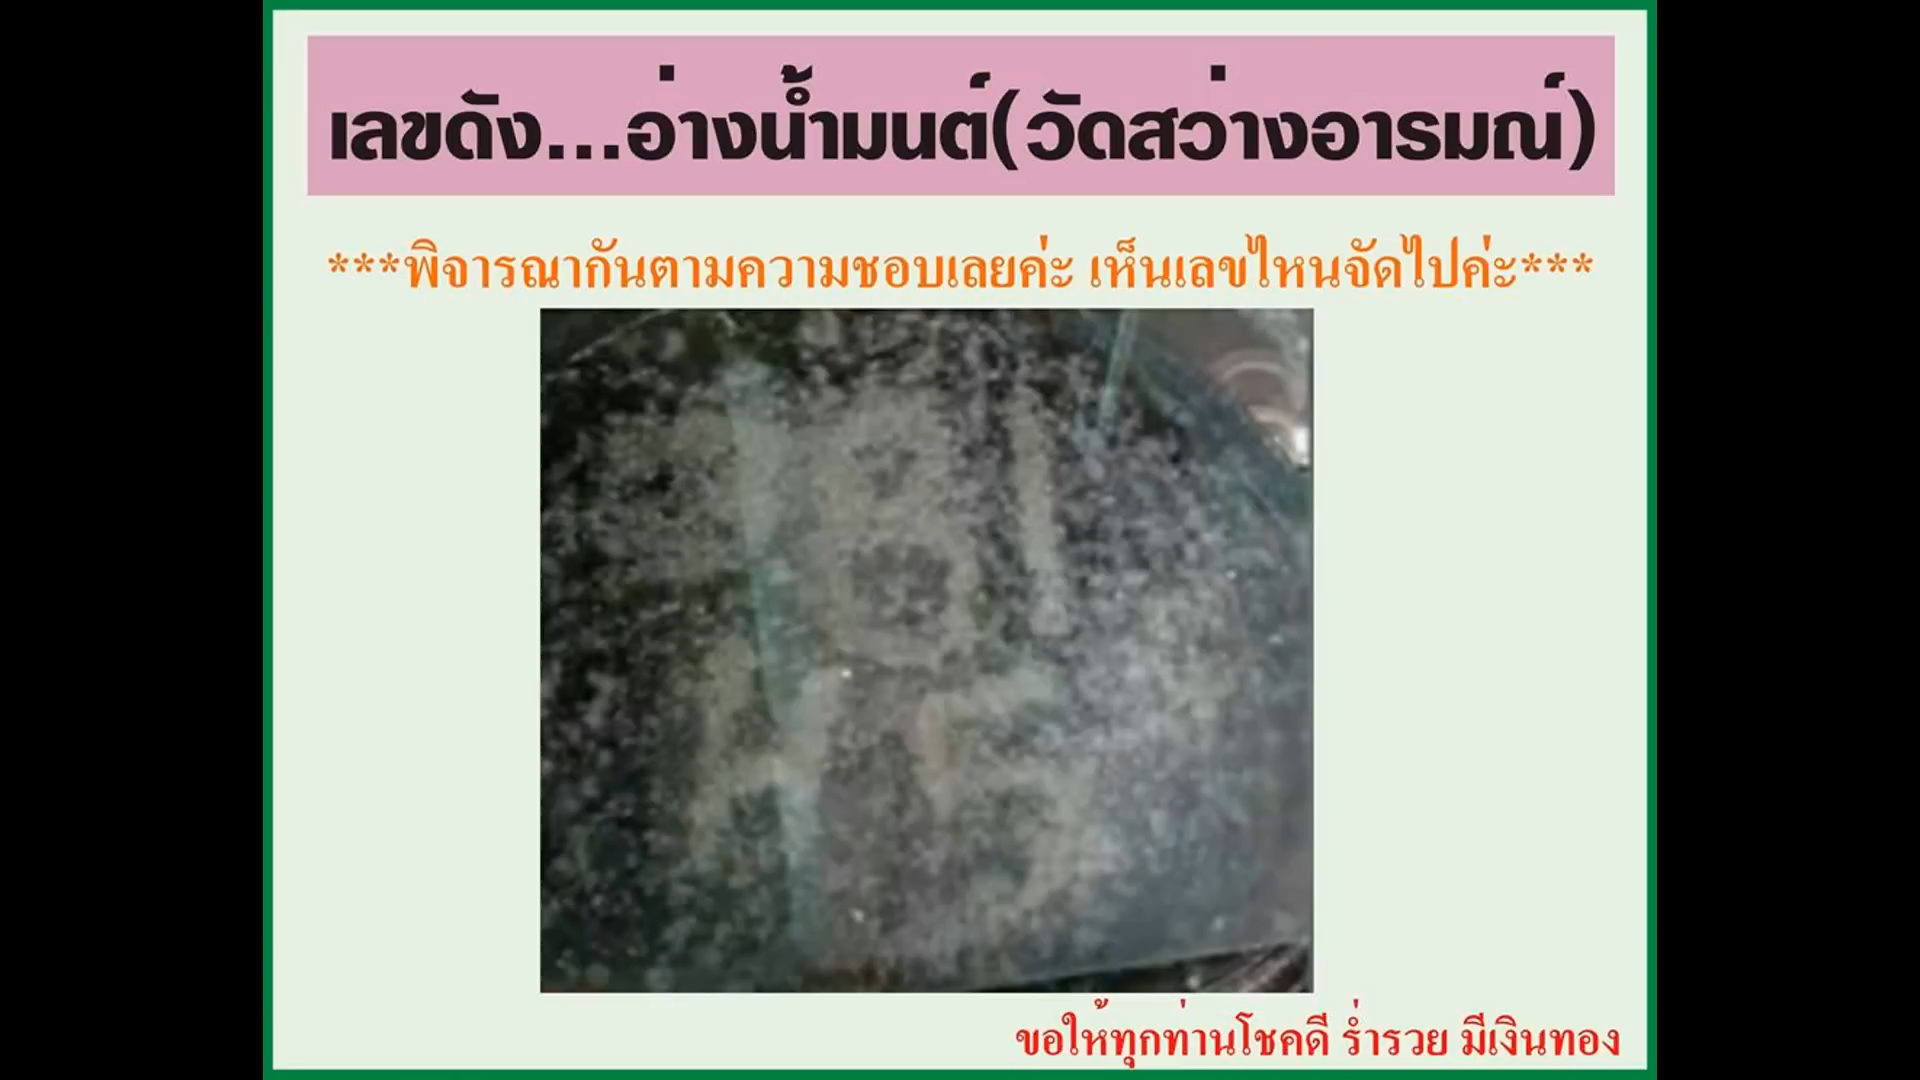 เลขดัง...อ่างน้ำมนต์(วัดสว่างอารมณ์)
***พิจารณากันตามความชอบเลยค่ะ เห็นเลขไหนจัดไปค่ะ***
ขอให้ทุกท่านโชคดี ร่ำรวย มีเงินทอง